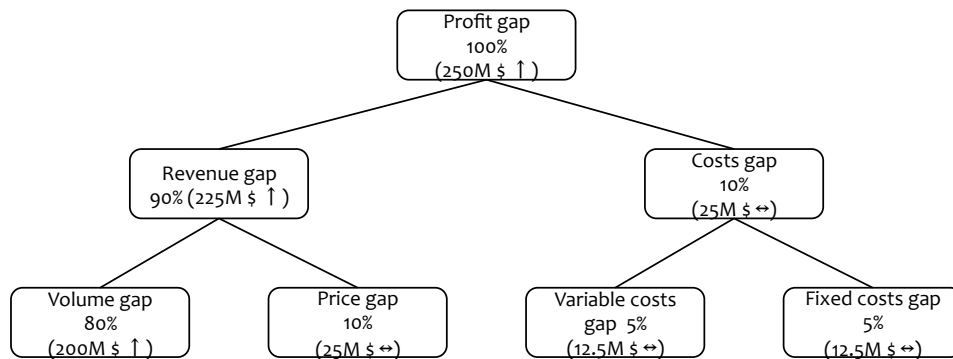 Profit gap
100%
(250M $ ↑)
Revenue gap
90% (225M $ ↑)
Costs gap
10%
(25M $ ↔)
Volume gap
80%
(200M $ ↑)
Price gap
10%
(25M $ ↔)
Variable costs
gap 5%
(12.5M $ ↔)
Fixed costs gap
5%
(12.5M $ ↔)